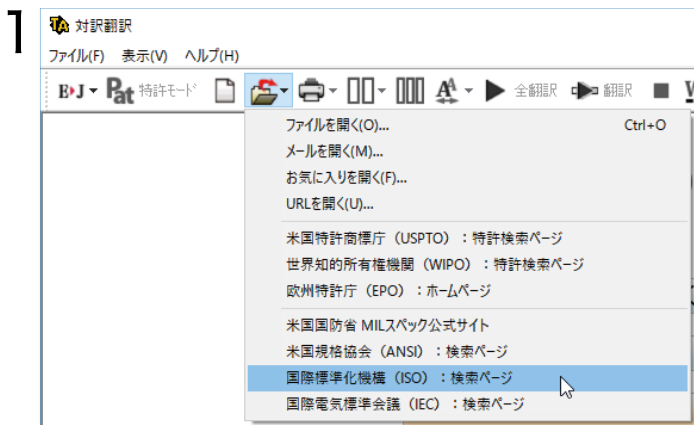 1
対訳翻訳
ファイル(F) 表示(V) ヘルプ(H)
E▶J Pat 特許モード 全翻訳 翻訳
ファイルを開く(O)... Ctrl+O
メールを開く(M)...
お気に入りを開く(F)...
URLを開く(U)...
米国特許商標庁（USPTO）：特許検索ページ
世界知的所有権機関（WIPO）：特許検索ページ
欧州特許庁（EPO）：ホームページ
米国国防省 MILスペック公式サイト
米国規格協会（ANSI）：検索ページ
国際標準化機構（ISO）：検索ページ
国際電気標準会議（IEC）：検索ページ